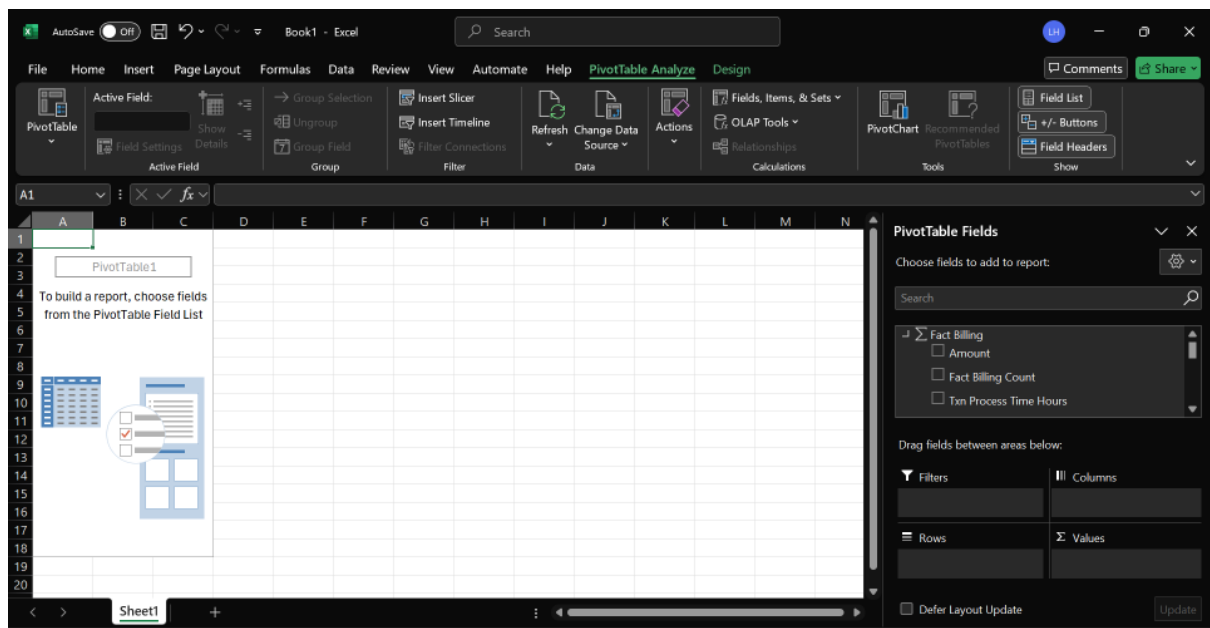 AutoSave Off Book1 - Excel Search LH
File Home Insert Page Layout Formulas Data Review View Automate Help PivotTable Analyze Design Comments Share
PivotTable
Active Field:
Field Settings
Show
Details
Active Field
Group Selection
Ungroup
7 Group Field
Group
Insert Slicer
Insert Timeline
Filter Connections
Filter
Refresh
Change Data
Source
Data
Actions
Fields, Items, & Sets
OLAP Tools
Relationships
Calculations
PivotChart
Recommended
PivotTables
Tools
Field List
+/- Buttons
Field Headers
Show
A1 fx
A B C D E F G H I J K L M N
1
2
3
4
5
6
7
8
9
10
11
12
13
14
15
16
17
18
19
20
PivotTable1
To build a report, choose fields
from the PivotTable Field List
PivotTable Fields
Choose fields to add to report:
Search
Σ Fact Billing
Amount
Fact Billing Count
Txn Process Time Hours
Drag fields between areas below:
Filters
Columns
Rows
Σ Values
Defer Layout Update
Update
Sheet1